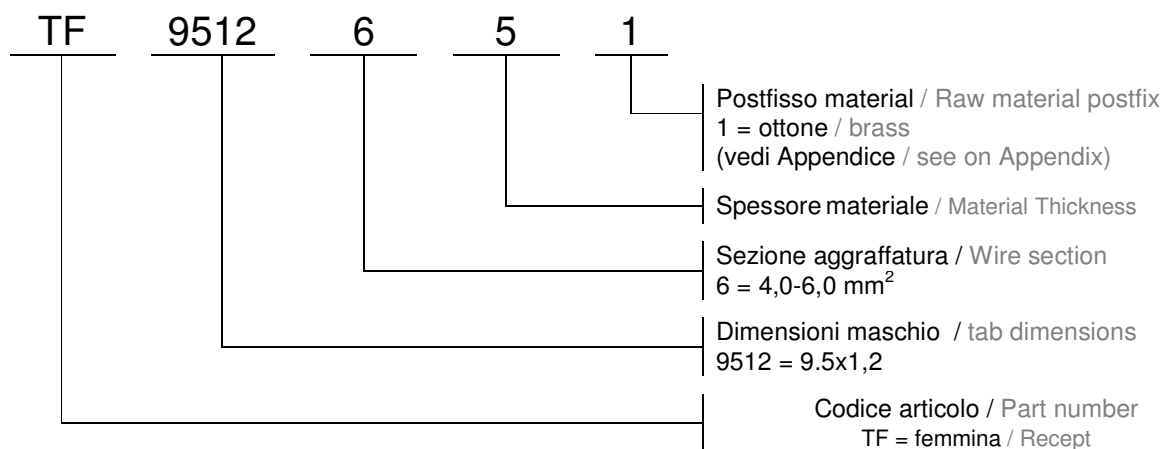 TF 9512 6 5 1
Postfisso material / Raw material postfix
1 = ottone / brass
(vedi Appendice / see on Appendix)
Spessore materiale / Material Thickness
Sezione aggraffatura / Wire section
6 = 4,0-6,0 mm²
Dimensioni maschio / tab dimensions
9512 = 9.5x1,2
Codice articolo / Part number
TF = femmina / Recept